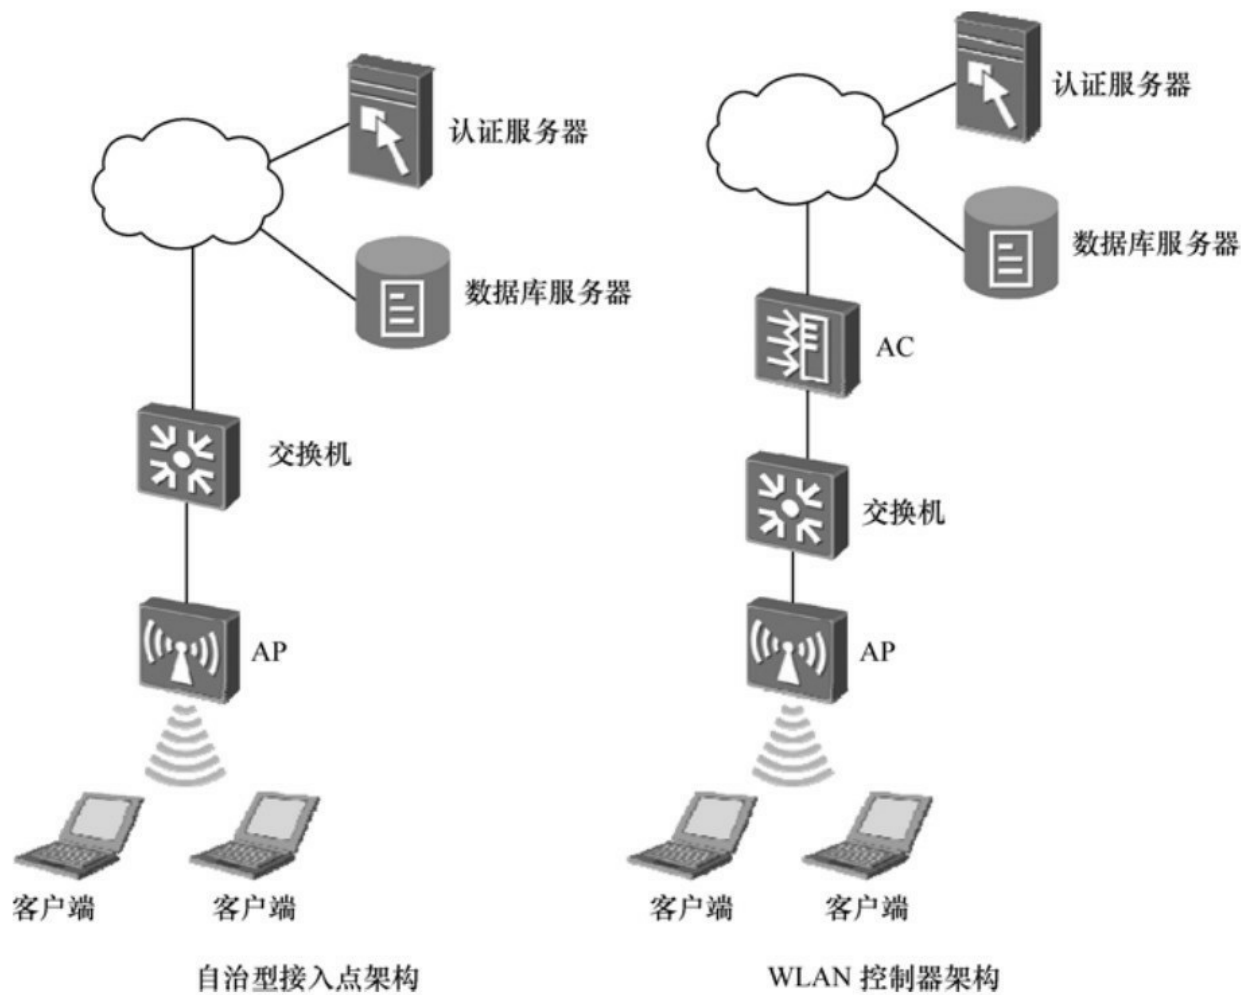 认证服务器
数据库服务器
交换机
AP
客户端
客户端
自治型接入点架构
认证服务器
数据库服务器
AC
交换机
AP
客户端
客户端
WLAN 控制器架构